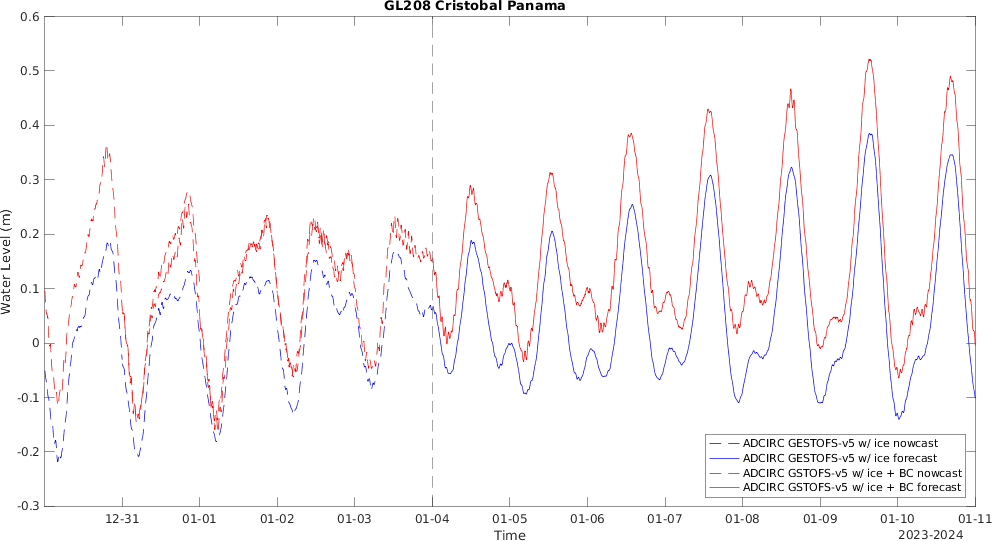 GL208 Cristobal Panama
0.6
0.5
0.4
0.3
0.2
0.1
0
-0.1
-0.2
-0.3
Water Level (m)
12-31 01-01 01-02 01-03 01-04 01-05 01-06 01-07 01-08 01-09 01-10 01-11
Time
2023-2024
ADCIRC GESTOFS-v5 w/ ice nowcast
ADCIRC GESTOFS-v5 w/ ice forecast
ADCIRC GSTOFS-v5 w/ ice + BC nowcast
ADCIRC GSTOFS-v5 w/ ice + BC forecast